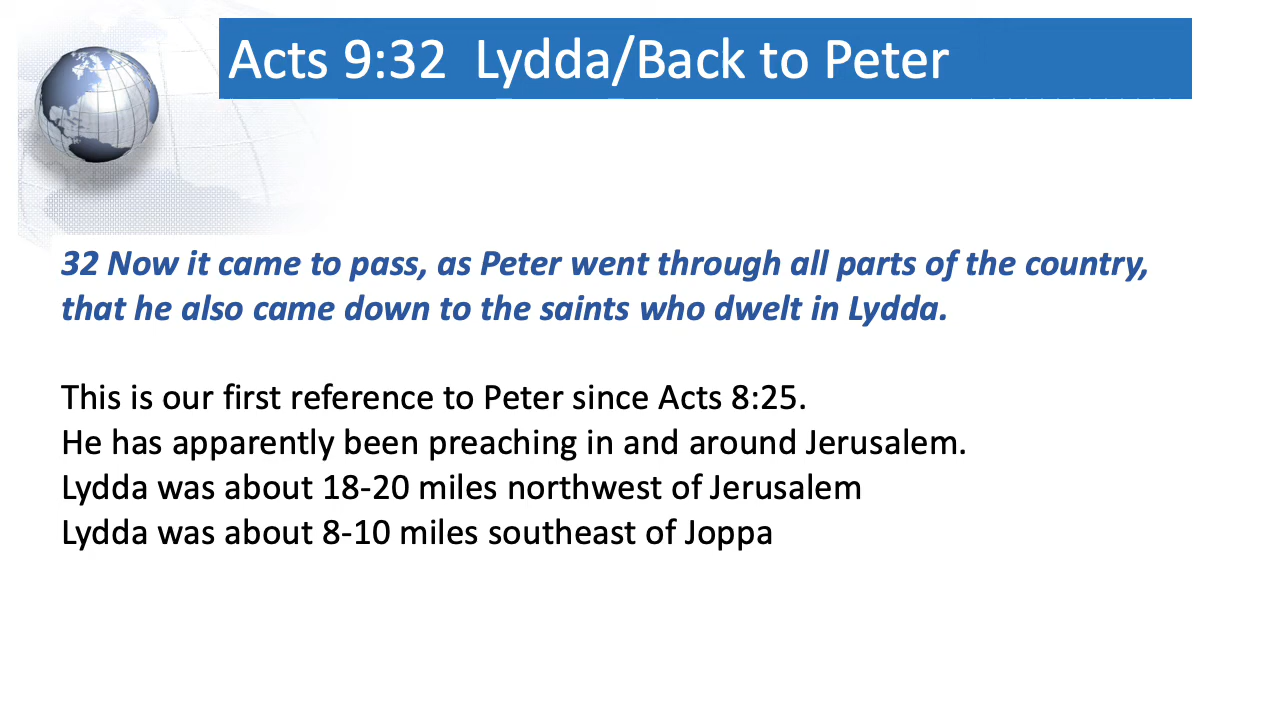 Acts 9:32  Lydda/Back to Peter
32 Now it came to pass, as Peter went through all parts of the country,
that he also came down to the saints who dwelt in Lydda.
This is our first reference to Peter since Acts 8:25.
He has apparently been preaching in and around Jerusalem.
Lydda was about 18-20 miles northwest of Jerusalem
Lydda was about 8-10 miles southeast of Joppa